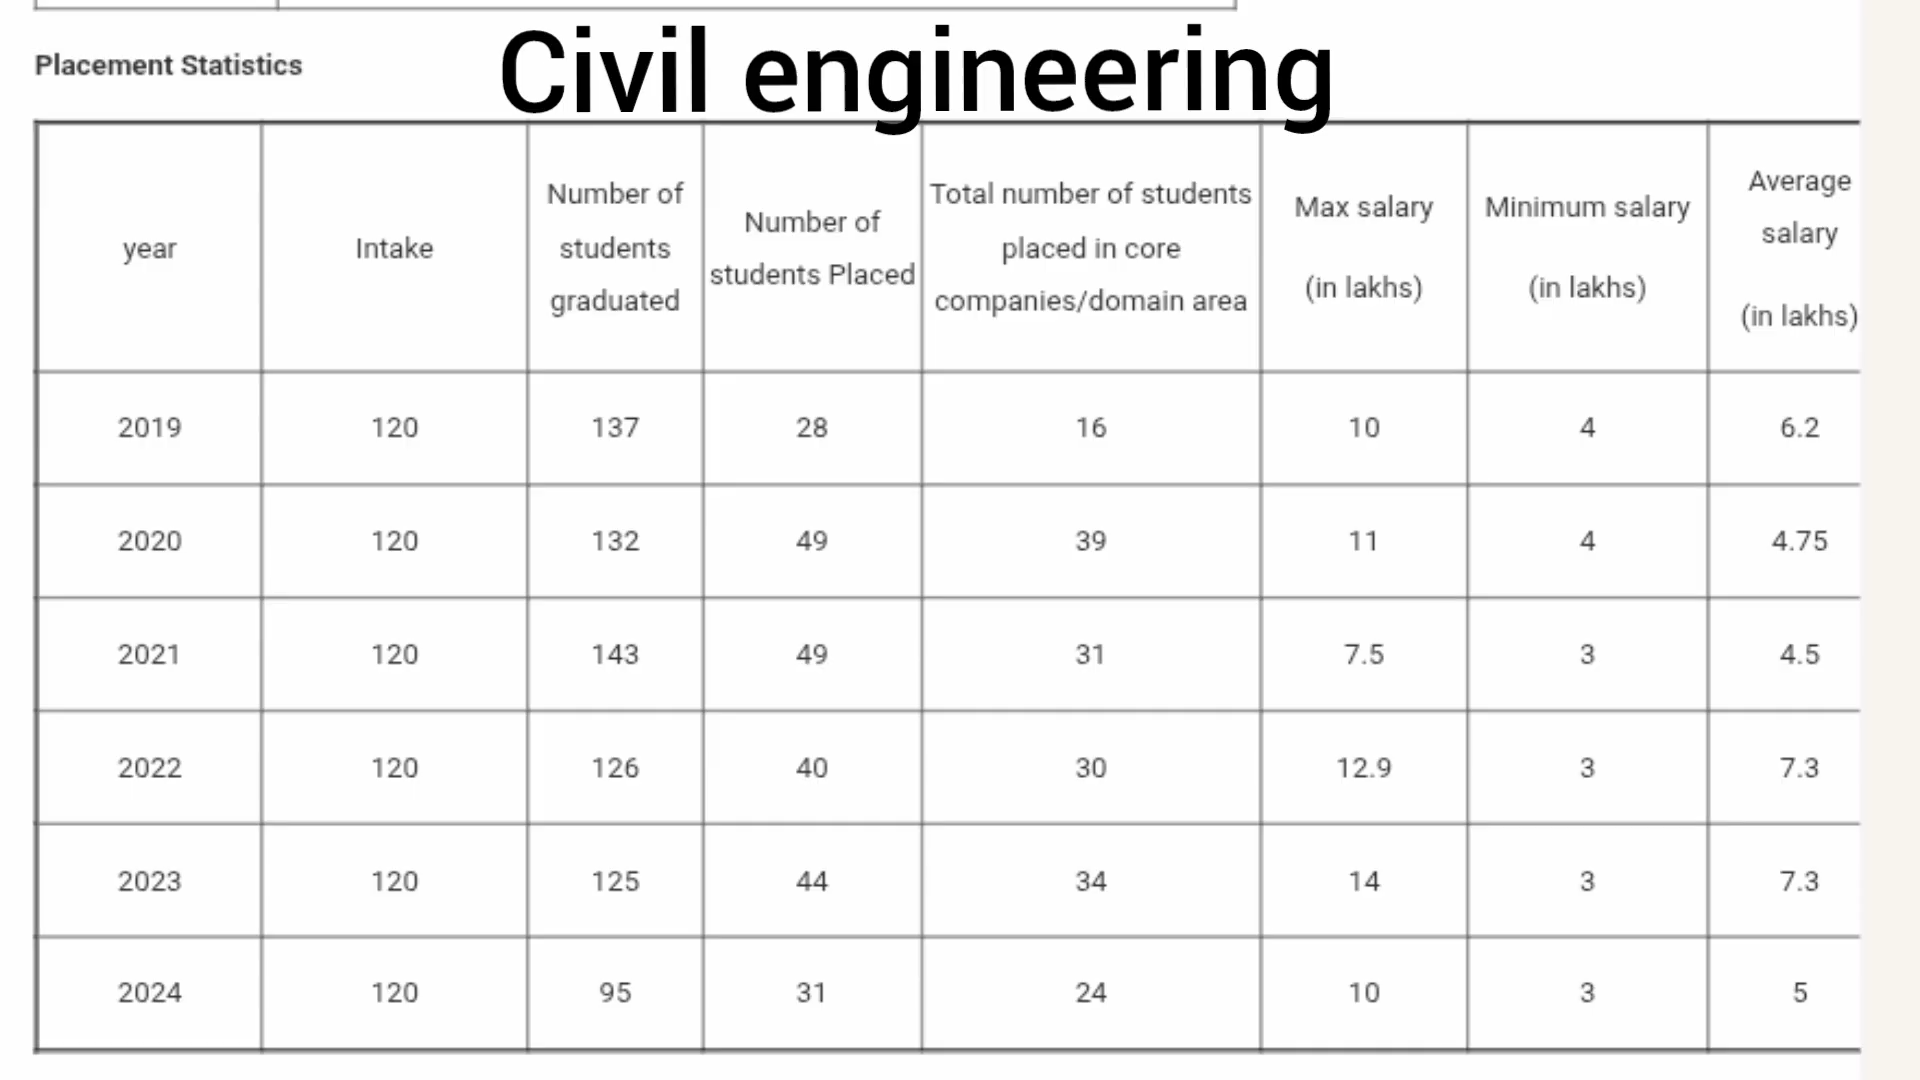 Civil engineering
Placement Statistics
year
Intake
Number of
students
graduated
Number of
students Placed
Total number of students
placed in core
companies/domain area
Max salary
(in lakhs)
Minimum salary
(in lakhs)
Average
salary
(in lakhs)
2019 120 137 28 16 10 4 6.2
2020 120 132 49 39 11 4 4.75
2021 120 143 49 31 7.5 3 4.5
2022 120 126 40 30 12.9 3 7.3
2023 120 125 44 34 14 3 7.3
2024 120 95 31 24 10 3 5